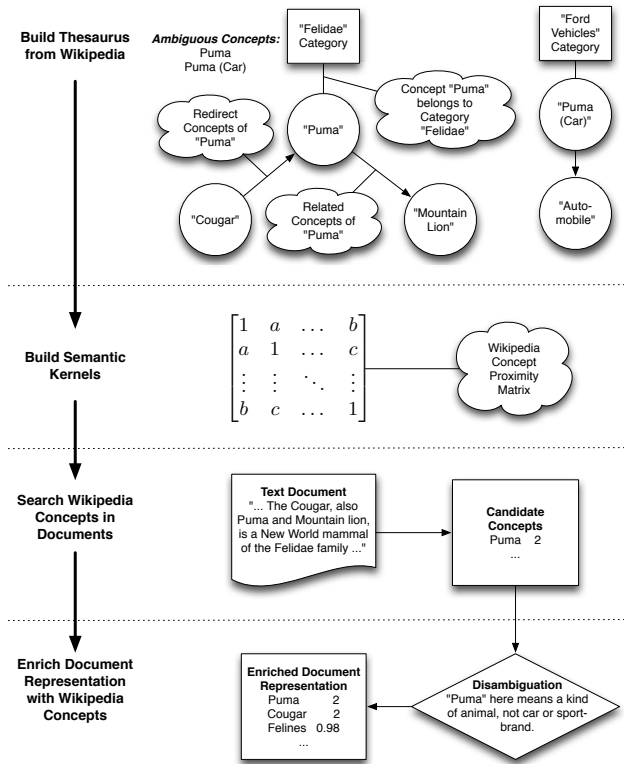 Build Thesaurus
from Wikipedia
Ambiguous Concepts:
Puma
Puma (Car)
"Felidae"
Category
"Ford
Vehicles"
Category
Redirect
Concepts of
"Puma"
"Puma"
Concept "Puma"
belongs to
Category
"Felidae"
"Puma
(Car)"
"Cougar"
Related
Concepts of
"Puma"
"Mountain
Lion"
"Auto-
mobile"
Build Semantic
Kernels
1 a … b
a 1 … c
⋮ ⋮ ⋱ ⋮
b c … 1
Wikipedia
Concept
Proximity
Matrix
Search Wikipedia
Concepts in
Documents
Text Document
"... The Cougar, also
Puma and Mountain lion,
is a New World mammal
of the Felidae family ..."
Candidate
Concepts
Puma 2
...
Enrich Document
Representation
with Wikipedia
Concepts
Enriched Document
Representation
Puma 2
Cougar 2
Felines 0.98
...
Disambiguation
"Puma" here means a kind
of animal, not car or sport-
brand.